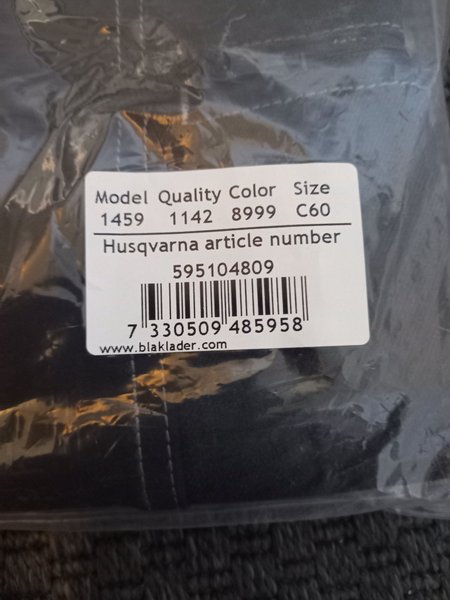 Model Quality Color Size
1459 1142 8999 C60
Husqvarna article number
595104809
7 330509 485958
www.blaklader.com